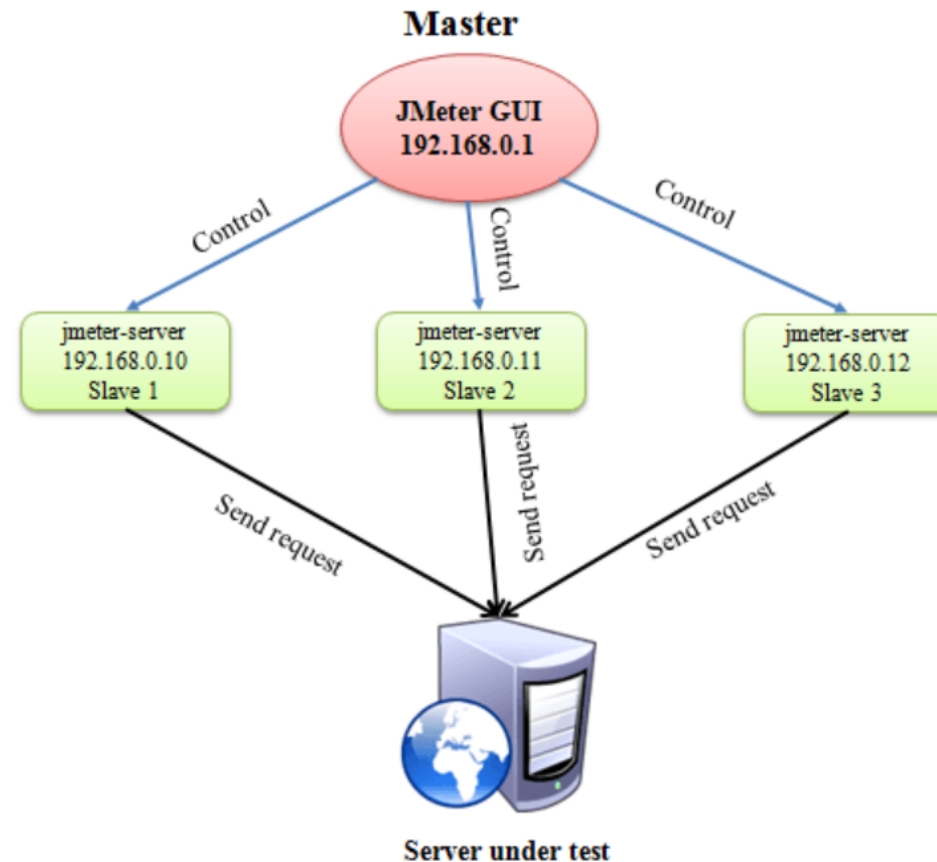 Master
JMeter GUI
192.168.0.1
Control
Control
Control
jmeter-server
192.168.0.10
Slave 1
jmeter-server
192.168.0.11
Slave 2
jmeter-server
192.168.0.12
Slave 3
Send request
Send request
Send request
Server under test